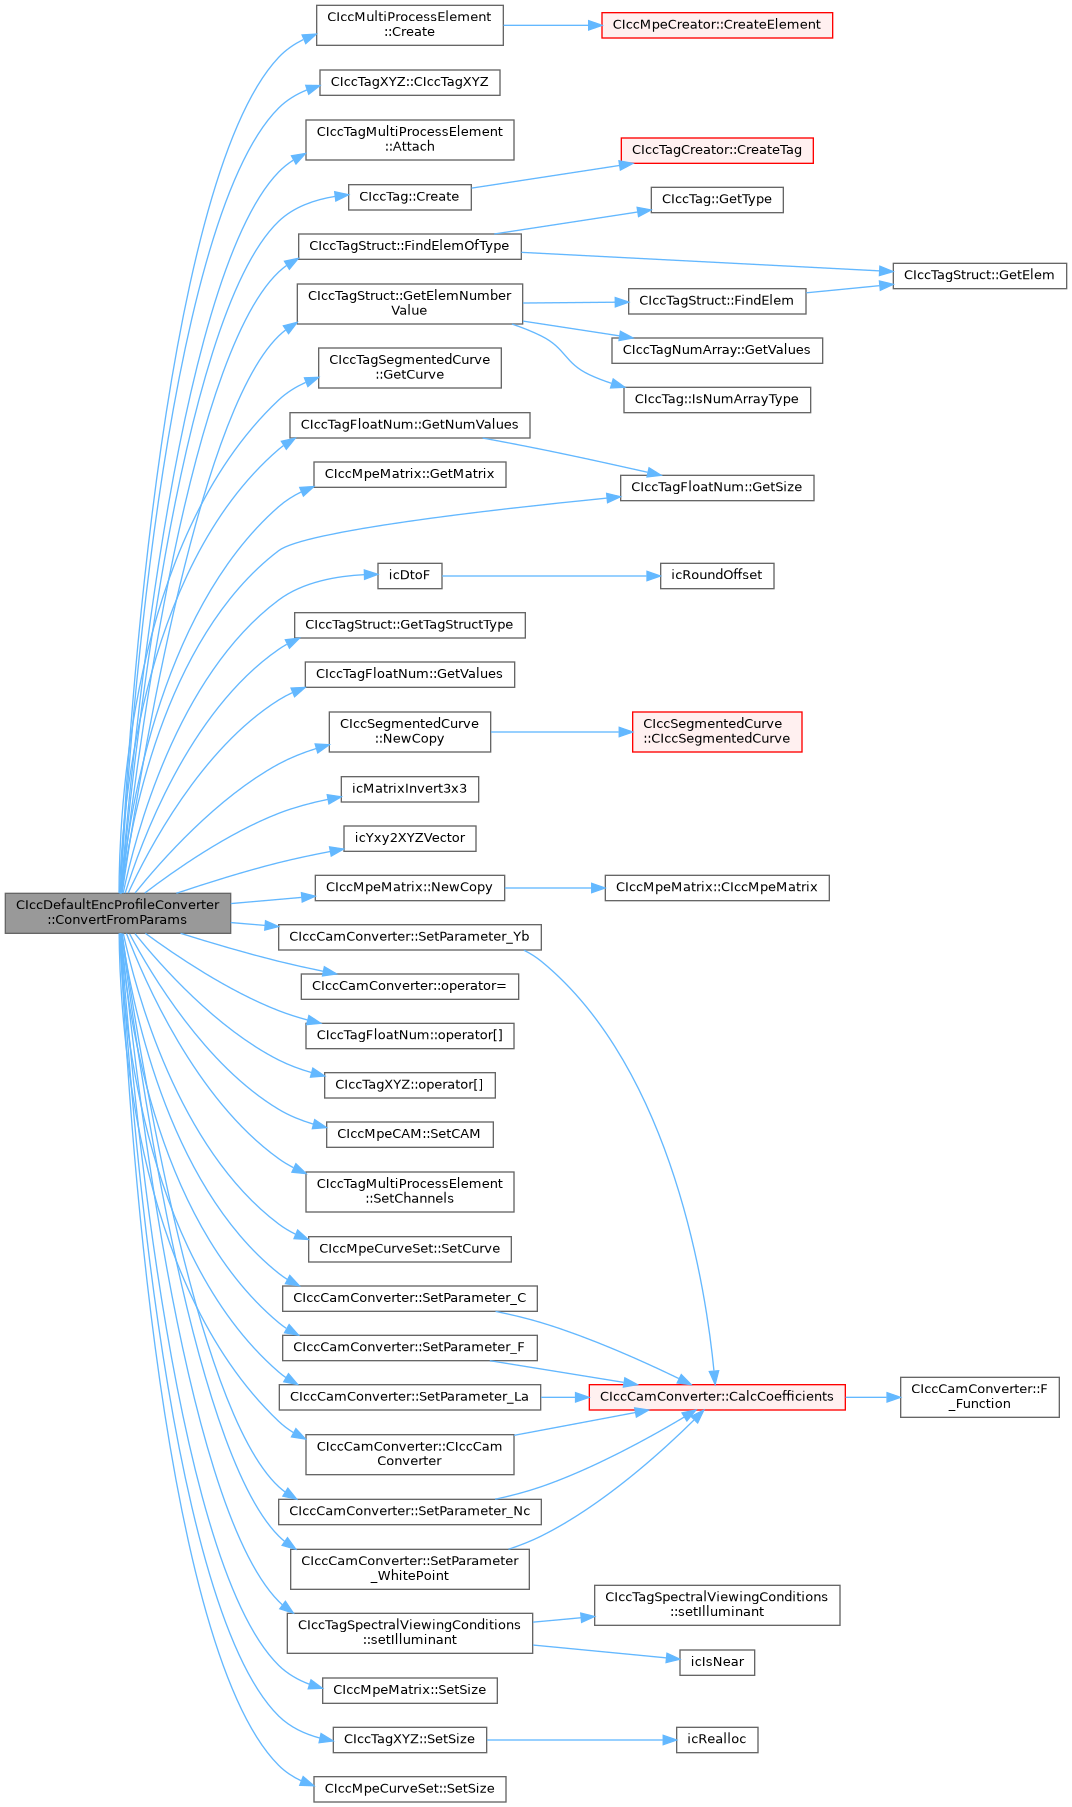 CIccMultiProcessElement
::Create
CIccMpeCreator::CreateElement
CIccTagXYZ::CIccTagXYZ
CIccTagMultiProcessElement
::Attach
CIccTagCreator::CreateTag
CIccTag::Create
CIccTag::GetType
CIccTagStruct::FindElemOfType
CIccTagStruct::GetElem
CIccTagStruct::GetElemNumber
Value
CIccTagStruct::FindElem
CIccTagNumArray::GetValues
CIccTagSegmentedCurve
::GetCurve
CIccTag::IsNumArrayType
CIccTagFloatNum::GetNumValues
CIccMpeMatrix::GetMatrix
CIccTagFloatNum::GetSize
icDtoF
icRoundOffset
CIccTagStruct::GetTagStructType
CIccTagFloatNum::GetValues
CIccSegmentedCurve
::NewCopy
CIccSegmentedCurve
::CIccSegmentedCurve
icMatrixInvert3x3
icYxy2XYZVector
CIccMpeMatrix::NewCopy
CIccMpeMatrix::CIccMpeMatrix
CIccDefaultEncProfileConverter
::ConvertFromParams
CIccCamConverter::SetParameter_Yb
CIccCamConverter::operator=
CIccTagFloatNum::operator[]
CIccTagXYZ::operator[]
CIccMpeCAM::SetCAM
CIccTagMultiProcessElement
::SetChannels
CIccMpeCurveSet::SetCurve
CIccCamConverter::SetParameter_C
CIccCamConverter::SetParameter_F
CIccCamConverter::SetParameter_La
CIccCamConverter::CalcCoefficients
CIccCamConverter::F
_Function
CIccCamConverter::CIccCam
Converter
CIccCamConverter::SetParameter_Nc
CIccCamConverter::SetParameter
_WhitePoint
CIccTagSpectralViewingConditions
::setIlluminant
CIccTagSpectralViewingConditions
::setIlluminant
icIsNear
CIccMpeMatrix::SetSize
CIccTagXYZ::SetSize
icRealloc
CIccMpeCurveSet::SetSize